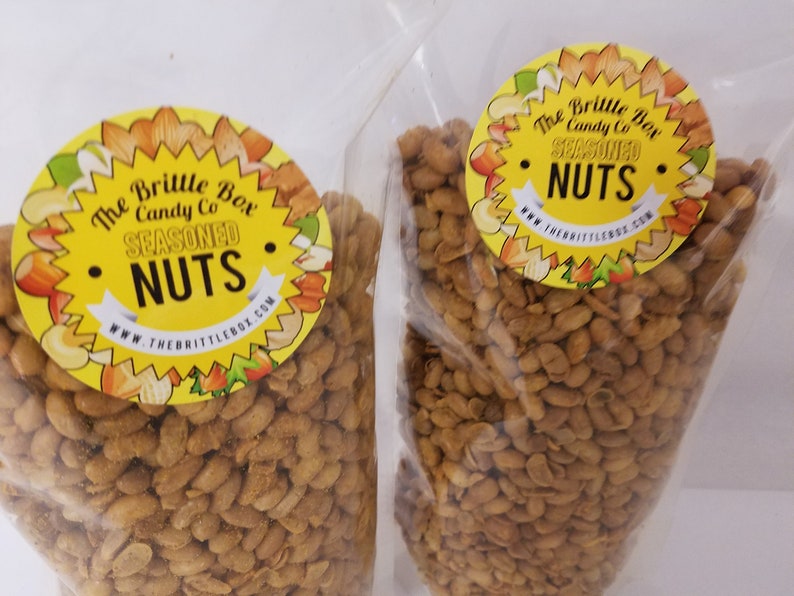 The Brittle Box
Candy Co
SEASONED
• NUTS •
WWW.THEBRITTLEBOX.COM
The Brittle Box
Candy Co
SEASONED
• NUTS •
WWW.THEBRITTLEBOX.COM